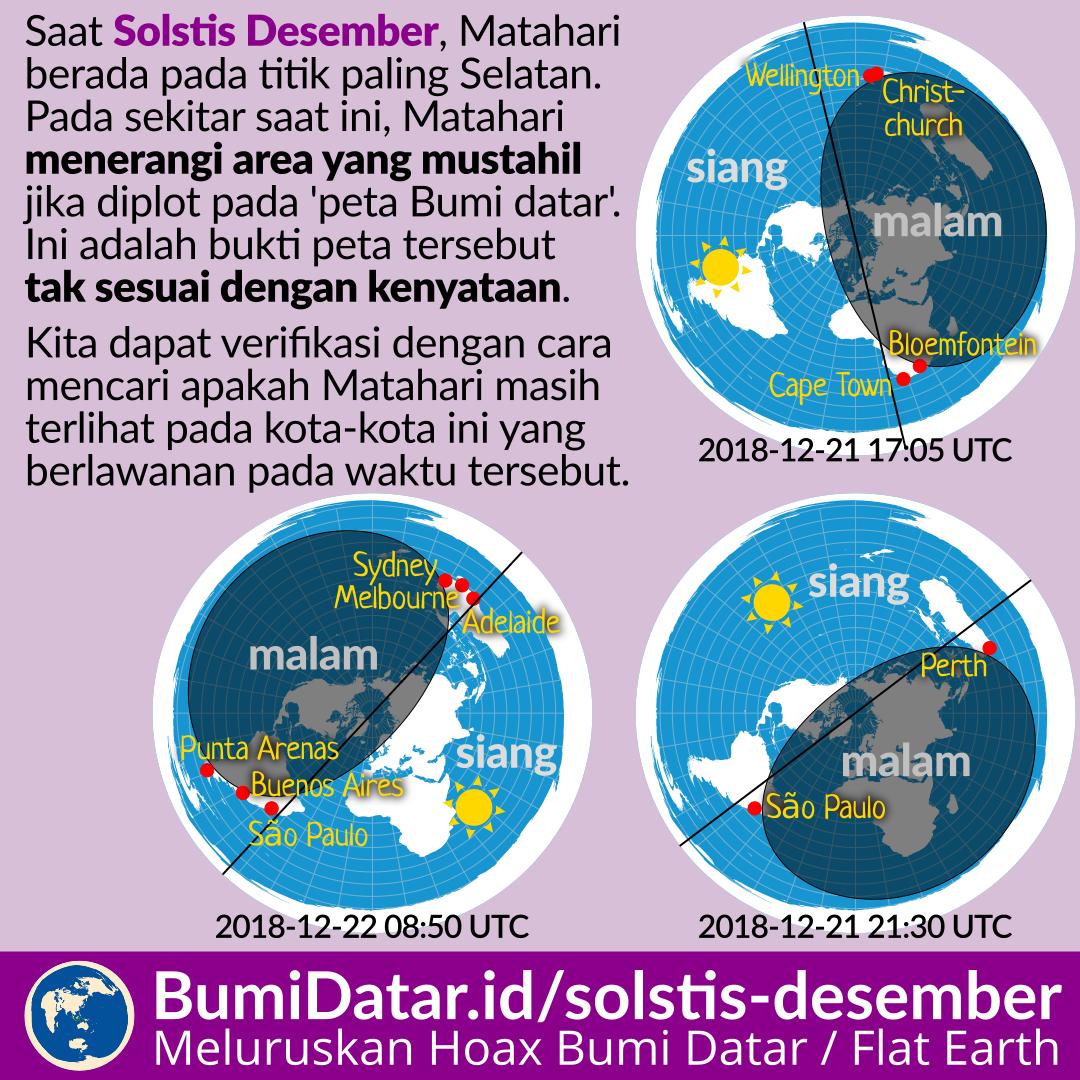 Saat Solstis Desember, Matahari
berada pada titik paling Selatan.
Pada sekitar saat ini, Matahari
menerangi area yang mustahil
jika diplot pada 'peta Bumi datar'.
Ini adalah bukti peta tersebut
tak sesuai dengan kenyataan.
Kita dapat verifikasi dengan cara
mencari apakah Matahari masih
terlihat pada kota-kota ini yang
berlawanan pada waktu tersebut.
Wellington
Christ-
church
siang
malam
Bloemfontein
Cape Town
2018-12-21 17:05 UTC
Sydney
Melbourne
Adelaide
malam
Punta Arenas
siang
Buenos Aires
São Paulo
2018-12-22 08:50 UTC
siang
Perth
malam
São Paulo
2018-12-21 21:30 UTC
BumiDatar.id/solstis-desember
Meluruskan Hoax Bumi Datar / Flat Earth